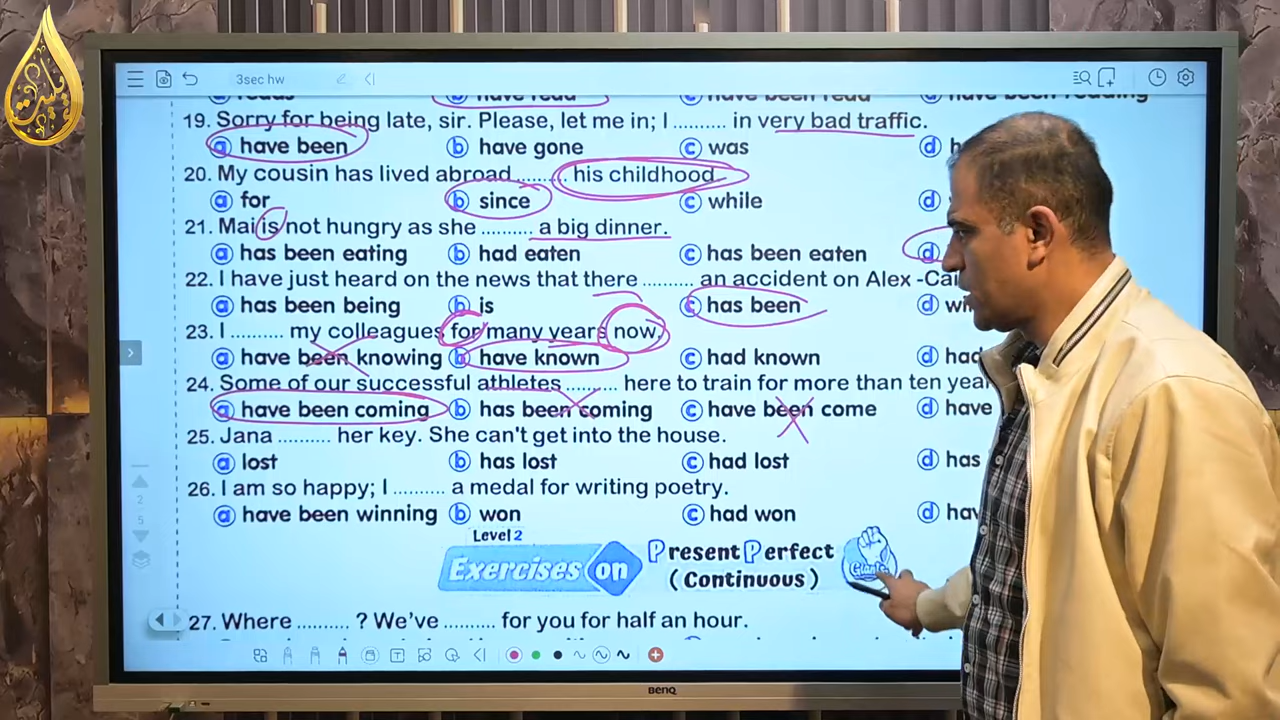 3sec hw
19. Sorry for being late, sir. Please, let me in; I .......... in very bad traffic.
a have been b have gone c was d h
20. My cousin has lived abroad.......... his childhood
a for b since c while d
21. Mai is not hungry as she .......... a big dinner.
a has been eating b had eaten c has been eaten d
22. I have just heard on the news that there .......... an accident on Alex -Cai
a has been being b is c has been d wi
23. I .......... my colleagues for many years now.
a have been knowing b have known c had known d had
24. Some of our successful athletes .......... here to train for more than ten year
a have been coming b has been coming c have been come d have
25. Jana .......... her key. She can't get into the house.
a lost b has lost c had lost d has
26. I am so happy; I .......... a medal for writing poetry.
a have been winning b won c had won d hav
Level 2
Exercises on Present Perfect
(Continuous)
Giants
27. Where .......... ? We've .......... for you for half an hour.
2
5
BenQ